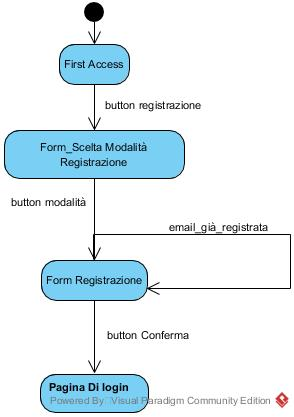 First Access
button registrazione
Form_Scelta Modalità
Registrazione
button modalità
email_già_registrata
Form Registrazione
button Conferma
Pagina Di login
Powered By Visual Paradigm Community Edition